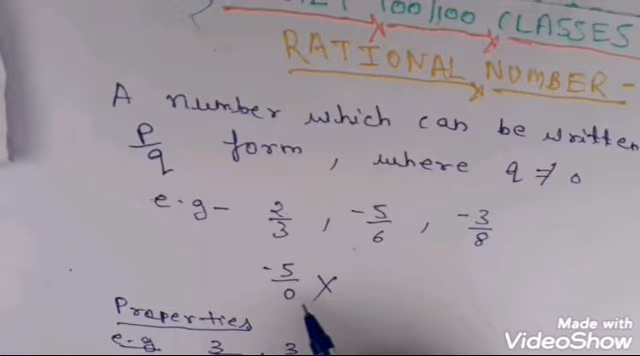 100/100 CLASSES
RATIONAL NUMBER -
A number which can be written
p/q form, where q ≠ 0
e.g - 2/3, -5/6, -3/8
-5/0 ×
Properties
e.g 3 , 3
Made with
VideoShow